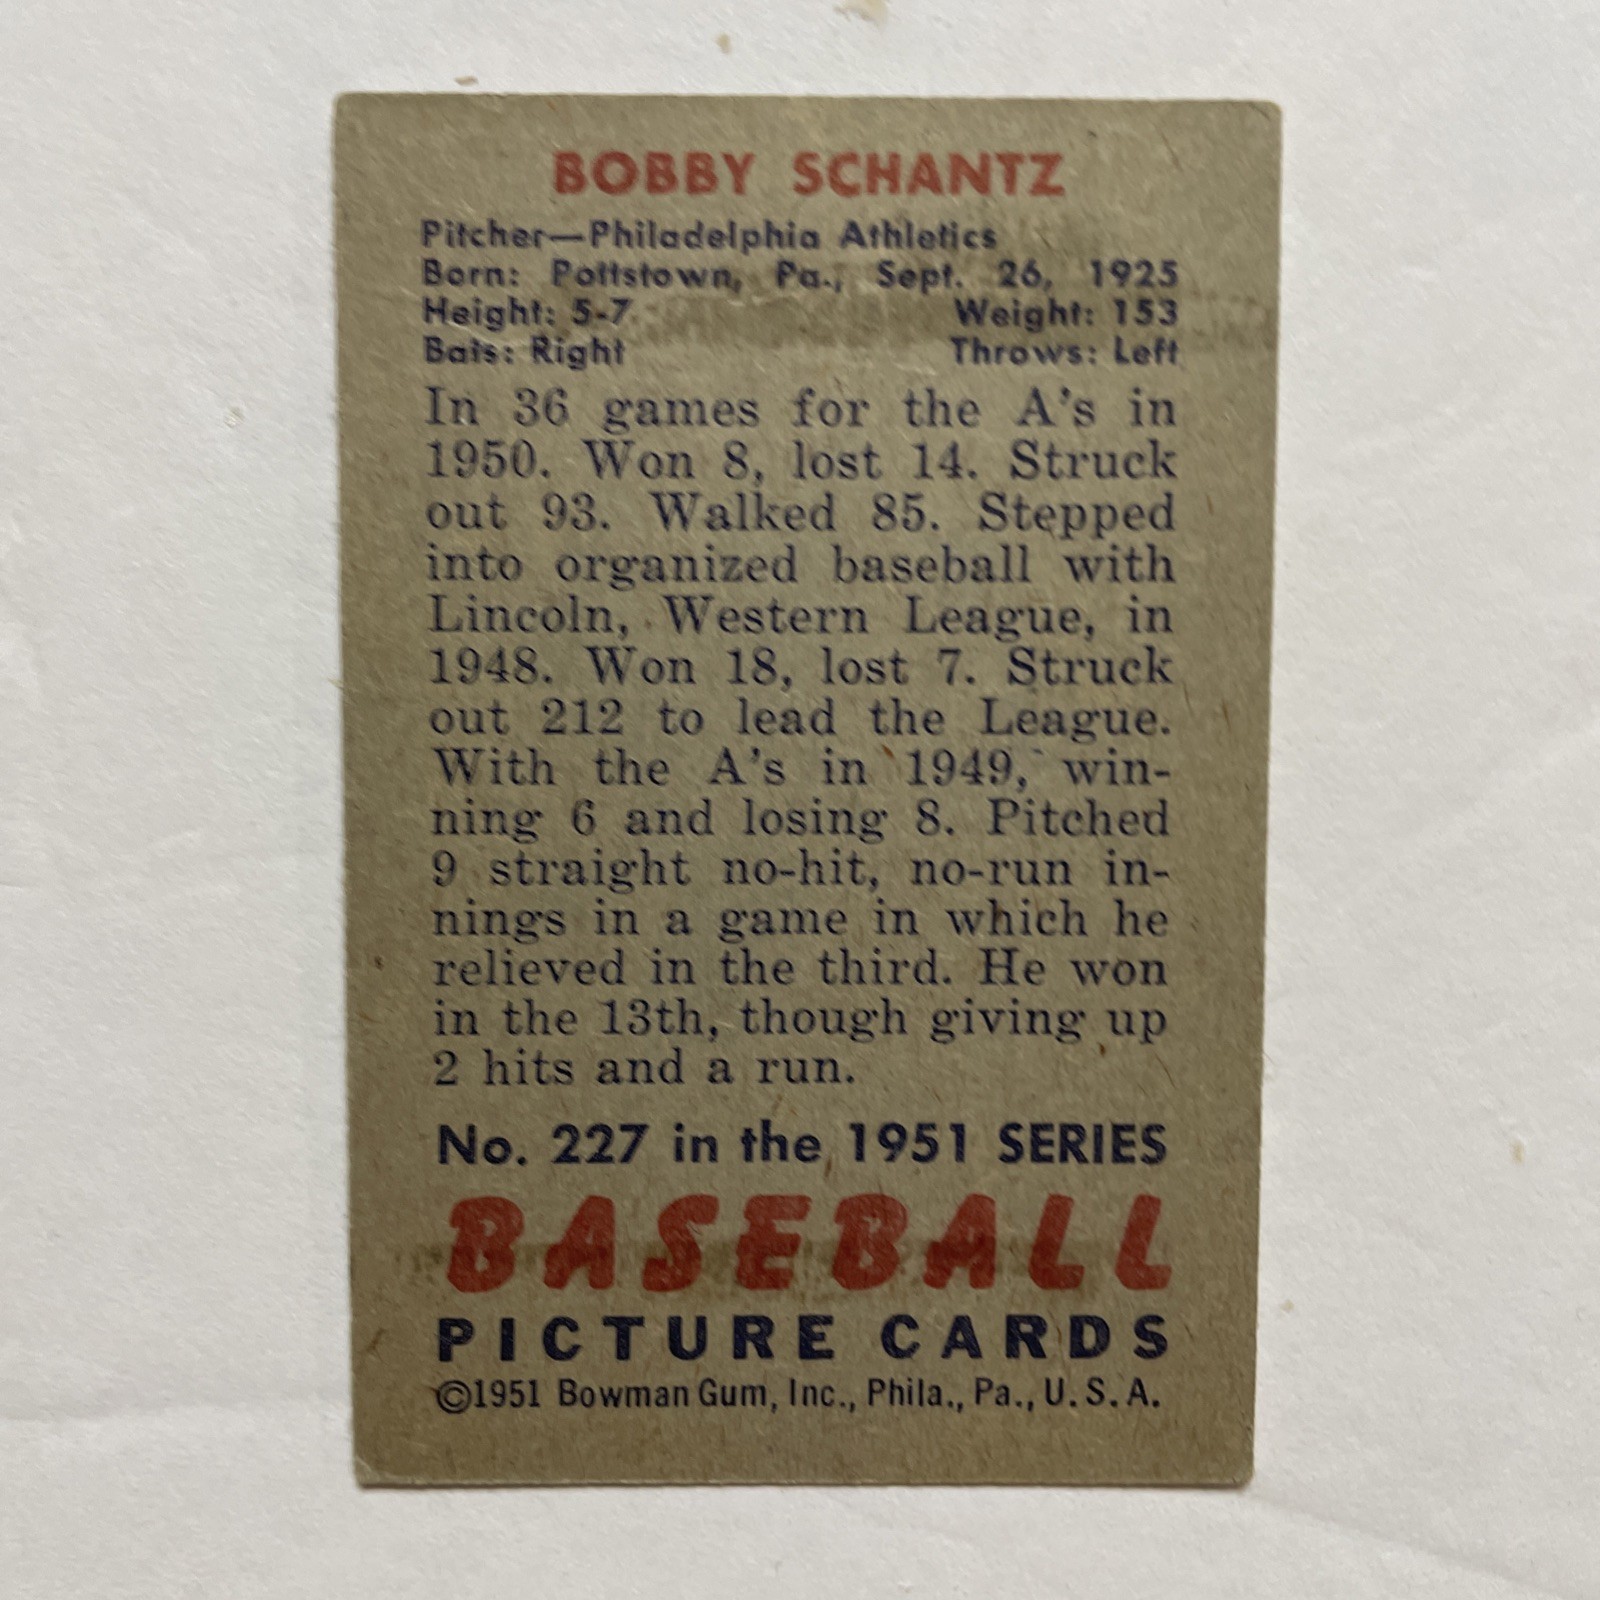 BOBBY SCHANTZ
Pitcher—Philadelphia Athletics
Born: Pottstown, Pa., Sept. 26, 1925
Height: 5-7 Weight: 153
Bats: Right Throws: Left
In 36 games for the A's in
1950. Won 8, lost 14. Struck
out 93. Walked 85. Stepped
into organized baseball with
Lincoln, Western League, in
1948. Won 18, lost 7. Struck
out 212 to lead the League.
With the A's in 1949, win-
ning 6 and losing 8. Pitched
9 straight no-hit, no-run in-
nings in a game in which he
relieved in the third. He won
in the 13th, though giving up
2 hits and a run.
No. 227 in the 1951 SERIES
BASEBALL
PICTURE CARDS
©1951 Bowman Gum, Inc., Phila., Pa., U. S. A.